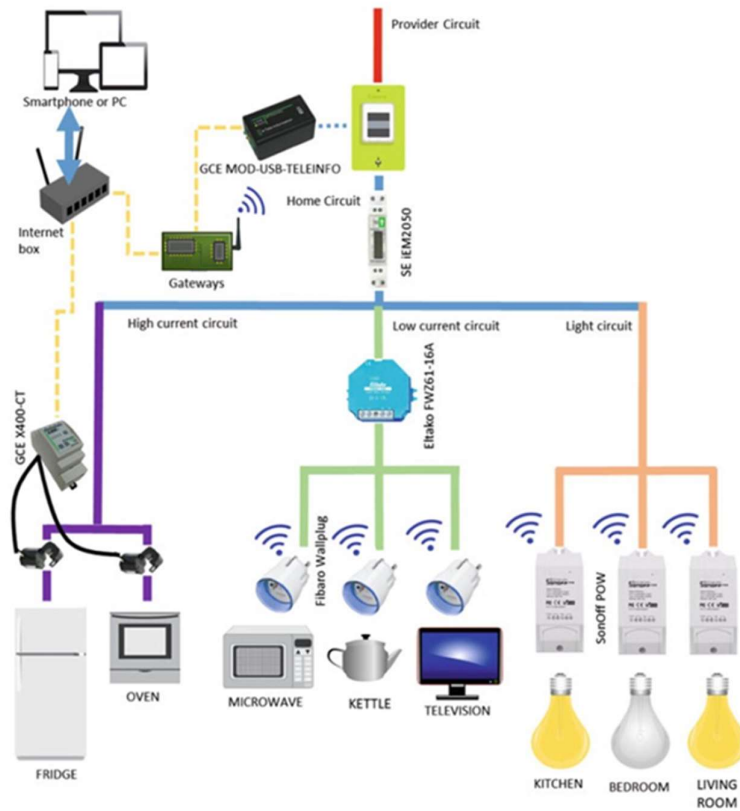 Provider Circuit
Smartphone or PC
GCE MOD-USB-TELEINFO
Home Circuit
SE iEM2050
Internet
box
Gateways
High current circuit
Low current circuit
Light circuit
Eltako FWZ61-16A
GCE X400-CT
Fibaro Wallplug
SonOff POW
OVEN
MICROWAVE
KETTLE
TELEVISION
FRIDGE
KITCHEN
BEDROOM
LIVING
ROOM